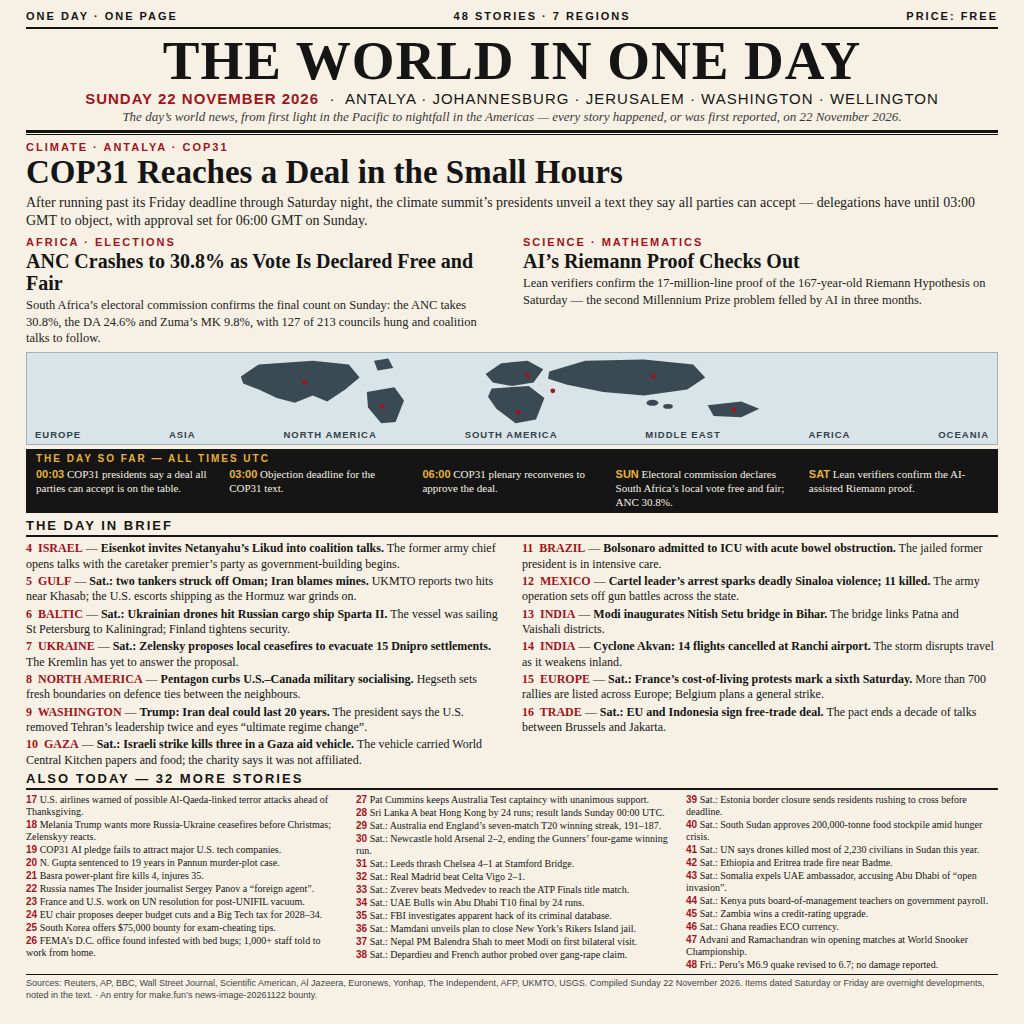 ONE DAY · ONE PAGE
48 STORIES · 7 REGIONS
PRICE: FREE
THE WORLD IN ONE DAY
SUNDAY 22 NOVEMBER 2026 · ANTALYA · JOHANNESBURG · JERUSALEM · WASHINGTON · WELLINGTON
The day’s world news, from first light in the Pacific to nightfall in the Americas — every story happened, or was first reported, on 22 November 2026.
CLIMATE · ANTALYA · COP31
COP31 Reaches a Deal in the Small Hours
After running past its Friday deadline through Saturday night, the climate summit’s presidents unveil a text they say all parties can accept — delegations have until 03:00
GMT to object, with approval set for 06:00 GMT on Sunday.
AFRICA · ELECTIONS
ANC Crashes to 30.8% as Vote Is Declared Free and
Fair
South Africa’s electoral commission confirms the final count on Sunday: the ANC takes
30.8%, the DA 24.6% and Zuma’s MK 9.8%, with 127 of 213 councils hung and coalition
talks to follow.
SCIENCE · MATHEMATICS
AI’s Riemann Proof Checks Out
Lean verifiers confirm the 17-million-line proof of the 167-year-old Riemann Hypothesis on
Saturday — the second Millennium Prize problem felled by AI in three months.
EUROPE
ASIA
NORTH AMERICA
SOUTH AMERICA
MIDDLE EAST
AFRICA
OCEANIA
THE DAY SO FAR — ALL TIMES UTC
00:03 COP31 presidents say a deal all
parties can accept is on the table.
03:00 Objection deadline for the
COP31 text.
06:00 COP31 plenary reconvenes to
approve the deal.
SUN Electoral commission declares
South Africa’s local vote free and fair;
ANC 30.8%.
SAT Lean verifiers confirm the AI-
assisted Riemann proof.
THE DAY IN BRIEF
4 ISRAEL — Eisenkot invites Netanyahu’s Likud into coalition talks. The former army chief
opens talks with the caretaker premier’s party as government-building begins.
5 GULF — Sat.: two tankers struck off Oman; Iran blames mines. UKMTO reports two hits
near Khasab; the U.S. escorts shipping as the Hormuz war grinds on.
6 BALTIC — Sat.: Ukrainian drones hit Russian cargo ship Sparta II. The vessel was sailing
St Petersburg to Kaliningrad; Finland tightens security.
7 UKRAINE — Sat.: Zelensky proposes local ceasefires to evacuate 15 Dnipro settlements.
The Kremlin has yet to answer the proposal.
8 NORTH AMERICA — Pentagon curbs U.S.–Canada military socialising. Hegseth sets
fresh boundaries on defence ties between the neighbours.
9 WASHINGTON — Trump: Iran deal could last 20 years. The president says the U.S.
removed Tehran’s leadership twice and eyes “ultimate regime change”.
10 GAZA — Sat.: Israeli strike kills three in a Gaza aid vehicle. The vehicle carried World
Central Kitchen papers and food; the charity says it was not affiliated.
11 BRAZIL — Bolsonaro admitted to ICU with acute bowel obstruction. The jailed former
president is in intensive care.
12 MEXICO — Cartel leader’s arrest sparks deadly Sinaloa violence; 11 killed. The army
operation sets off gun battles across the state.
13 INDIA — Modi inaugurates Nitish Setu bridge in Bihar. The bridge links Patna and
Vaishali districts.
14 INDIA — Cyclone Akvan: 14 flights cancelled at Ranchi airport. The storm disrupts travel
as it weakens inland.
15 EUROPE — Sat.: France’s cost-of-living protests mark a sixth Saturday. More than 700
rallies are listed across Europe; Belgium plans a general strike.
16 TRADE — Sat.: EU and Indonesia sign free-trade deal. The pact ends a decade of talks
between Brussels and Jakarta.
ALSO TODAY — 32 MORE STORIES
17 U.S. airlines warned of possible Al-Qaeda-linked terror attacks ahead of
Thanksgiving.
18 Melania Trump wants more Russia-Ukraine ceasefires before Christmas;
Zelenskyy reacts.
19 COP31 AI pledge fails to attract major U.S. tech companies.
20 N. Gupta sentenced to 19 years in Pannun murder-plot case.
21 Basra power-plant fire kills 4, injures 35.
22 Russia names The Insider journalist Sergey Panov a “foreign agent”.
23 France and U.S. work on UN resolution for post-UNIFIL vacuum.
24 EU chair proposes deeper budget cuts and a Big Tech tax for 2028–34.
25 South Korea offers $75,000 bounty for exam-cheating tips.
26 FEMA’s D.C. office found infested with bed bugs; 1,000+ staff told to
work from home.
27 Pat Cummins keeps Australia Test captaincy with unanimous support.
28 Sri Lanka A beat Hong Kong by 24 runs; result lands Sunday 00:00 UTC.
29 Sat.: Australia end England’s seven-match T20 winning streak, 191–187.
30 Sat.: Newcastle hold Arsenal 2–2, ending the Gunners’ four-game winning
run.
31 Sat.: Leeds thrash Chelsea 4–1 at Stamford Bridge.
32 Sat.: Real Madrid beat Celta Vigo 2–1.
33 Sat.: Zverev beats Medvedev to reach the ATP Finals title match.
34 Sat.: UAE Bulls win Abu Dhabi T10 final by 24 runs.
35 Sat.: FBI investigates apparent hack of its criminal database.
36 Sat.: Mamdani unveils plan to close New York’s Rikers Island jail.
37 Sat.: Nepal PM Balendra Shah to meet Modi on first bilateral visit.
38 Sat.: Depardieu and French author probed over gang-rape claim.
39 Sat.: Estonia border closure sends residents rushing to cross before
deadline.
40 Sat.: South Sudan approves 200,000-tonne food stockpile amid hunger
crisis.
41 Sat.: UN says drones killed most of 2,230 civilians in Sudan this year.
42 Sat.: Ethiopia and Eritrea trade fire near Badme.
43 Sat.: Somalia expels UAE ambassador, accusing Abu Dhabi of “open
invasion”.
44 Sat.: Kenya puts board-of-management teachers on government payroll.
45 Sat.: Zambia wins a credit-rating upgrade.
46 Sat.: Ghana readies ECO currency.
47 Advani and Ramachandran win opening matches at World Snooker
Championship.
48 Fri.: Peru’s M6.9 quake revised to 6.7; no damage reported.
Sources: Reuters, AP, BBC, Wall Street Journal, Scientific American, Al Jazeera, Euronews, Yonhap, The Independent, AFP, UKMTO, USGS. Compiled Sunday 22 November 2026. Items dated Saturday or Friday are overnight developments,
noted in the text. · An entry for make.fun’s news-image-20261122 bounty.